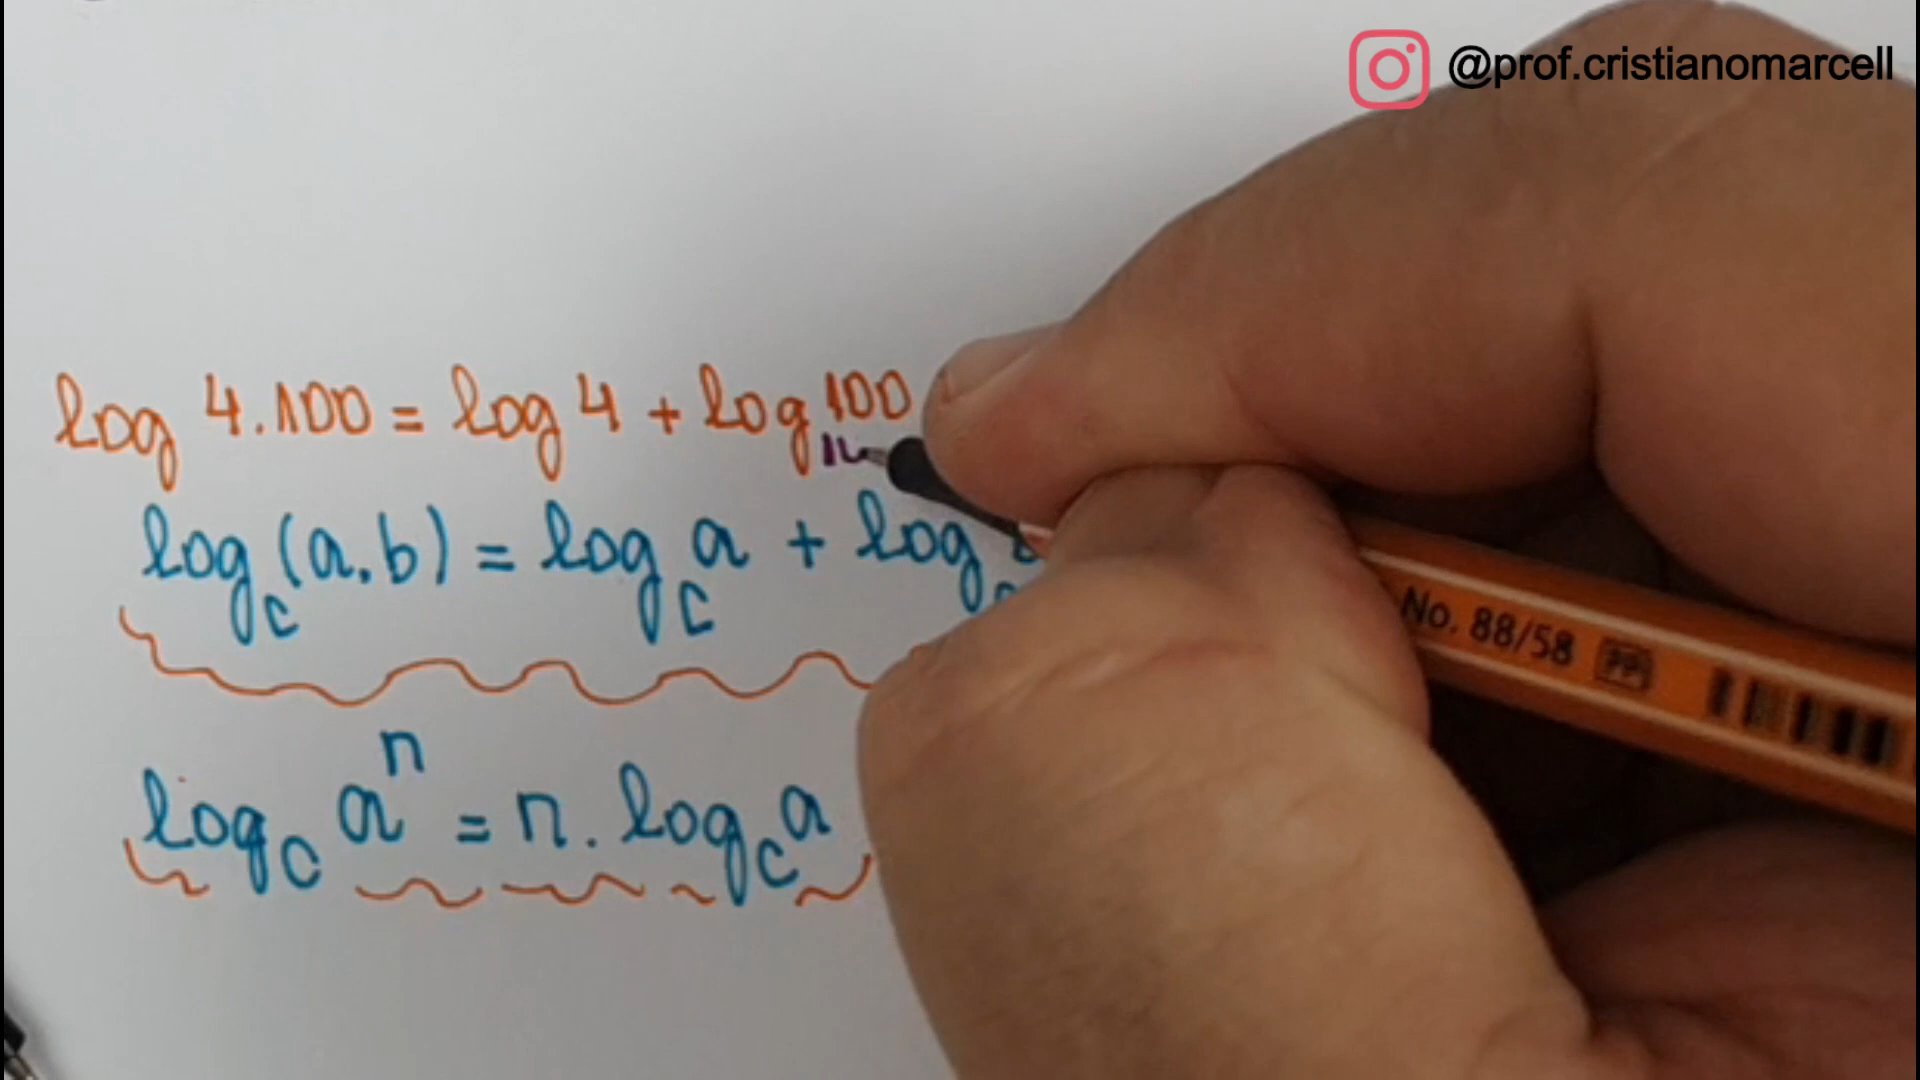 @prof.cristianomarcell
log 4.100 = log 4 + log 100
log_c (a.b) = log_c a + log
log_c a^n = n. log_c a
No. 88/58